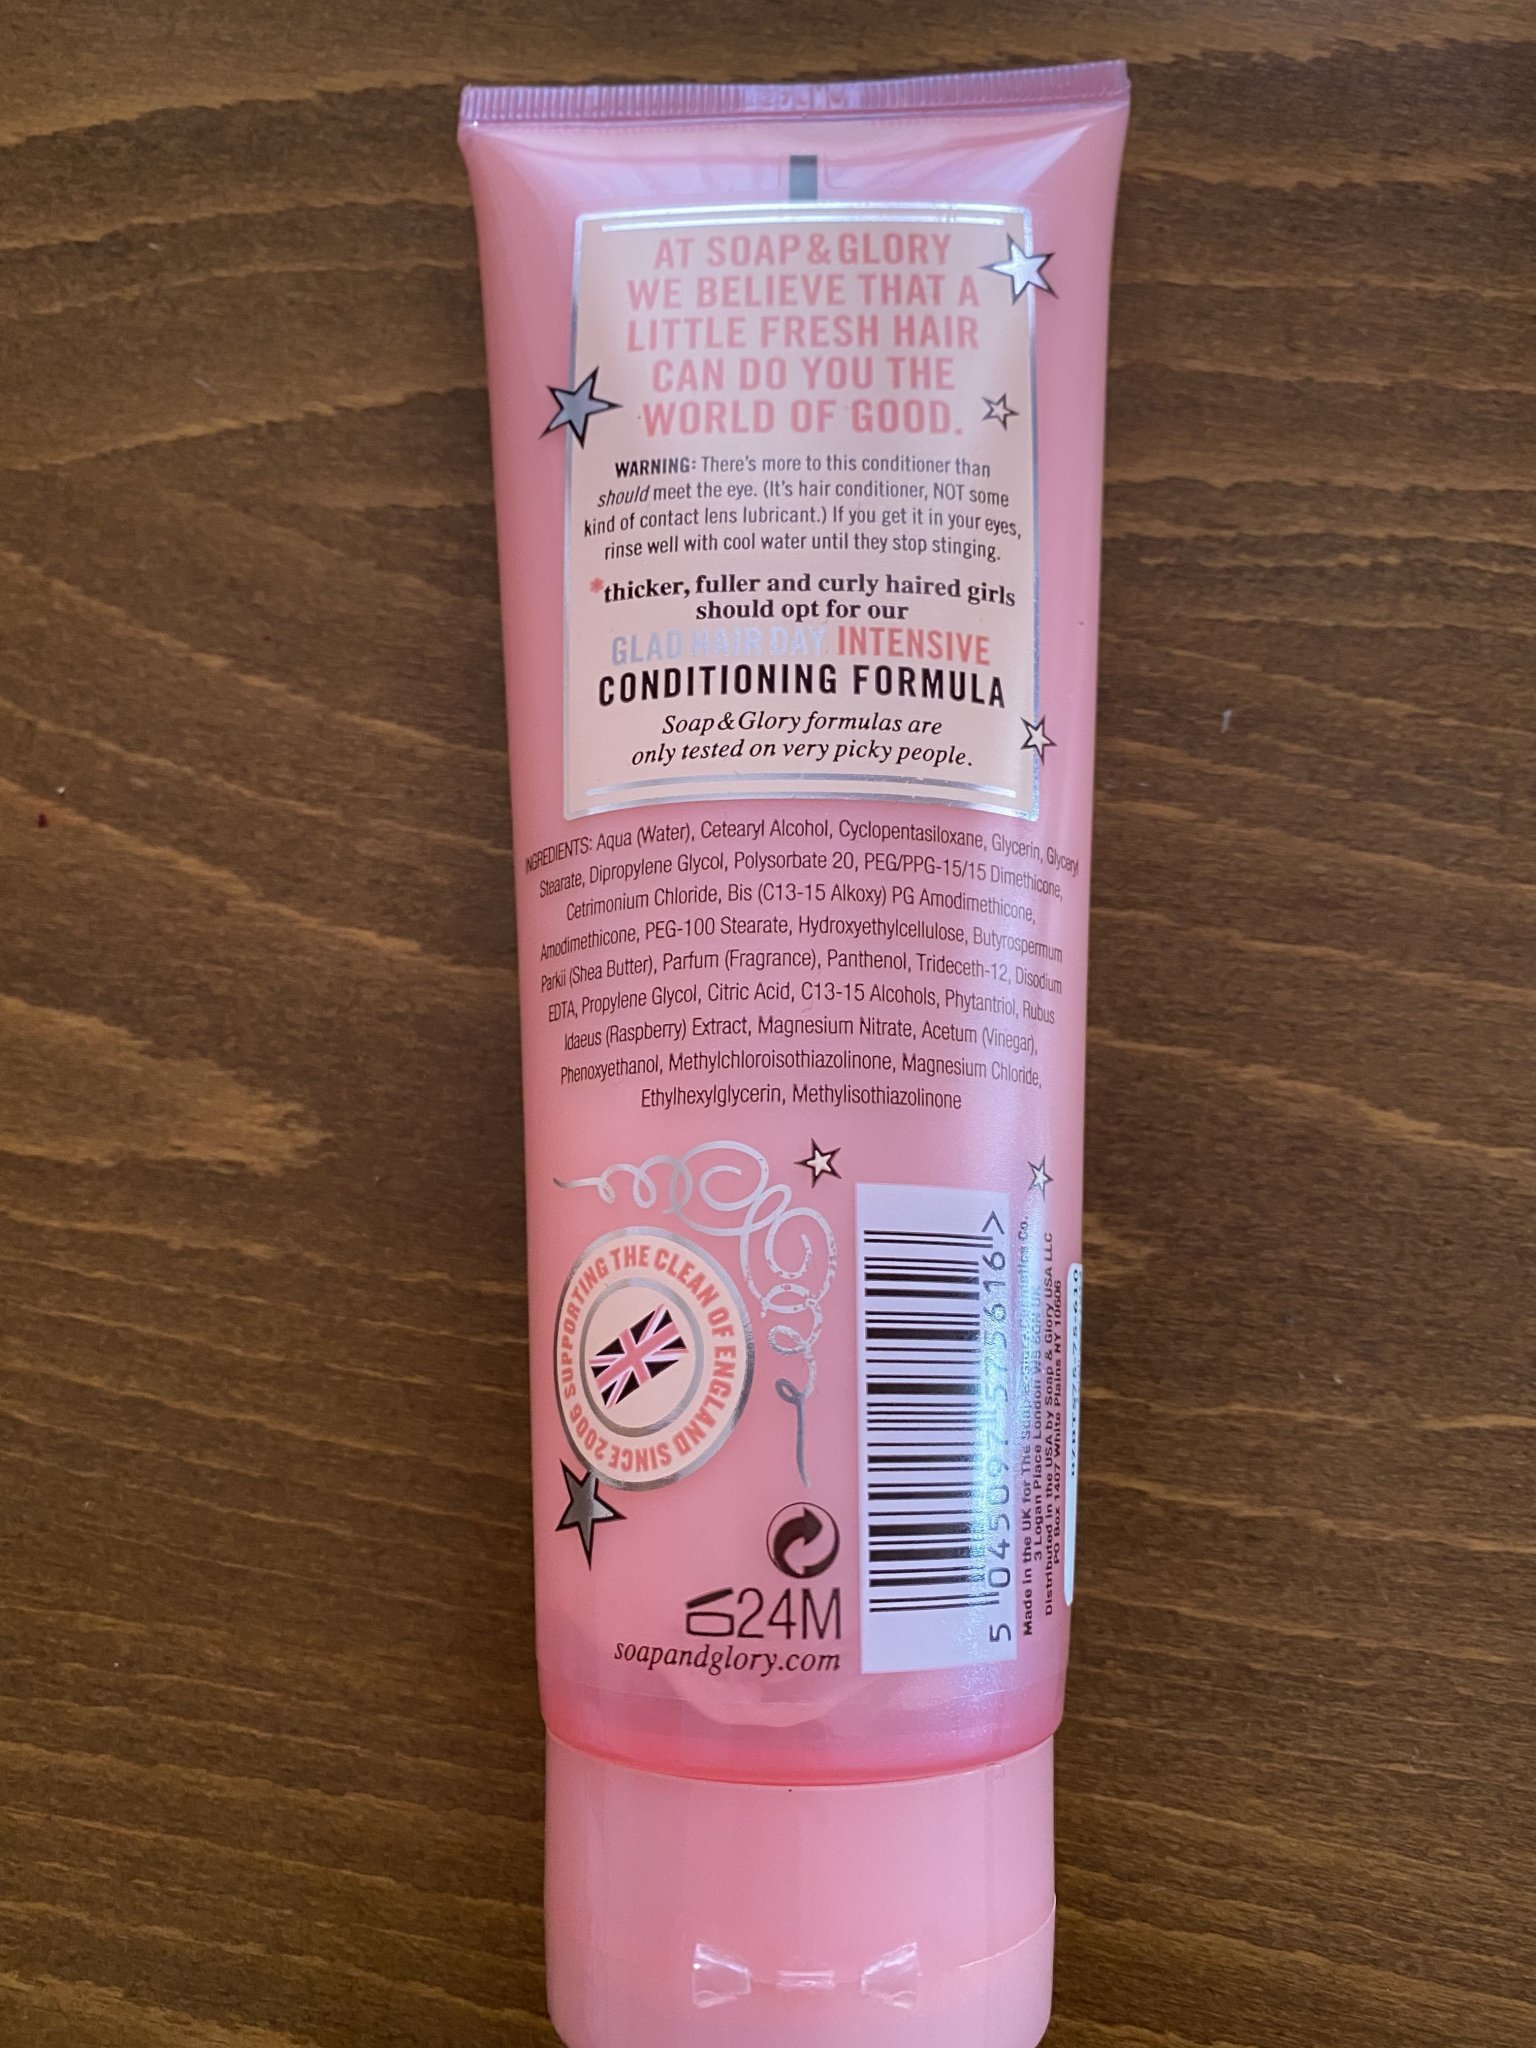 AT SOAP & GLORY
WE BELIEVE THAT A
LITTLE FRESH HAIR
CAN DO YOU THE
WORLD OF GOOD.
WARNING: There's more to this conditioner than
should meet the eye. (It's hair conditioner, NOT some
kind of contact lens lubricant.) If you get it in your eyes,
rinse well with cool water until they stop stinging.
*thicker, fuller and curly haired girls
should opt for our
GLAD HAIR DAY INTENSIVE
CONDITIONING FORMULA
Soap & Glory formulas are
only tested on very picky people.
INGREDIENTS: Aqua (Water), Cetearyl Alcohol, Cyclopentasiloxane, Glycerin, Glyceryl
Stearate, Dipropylene Glycol, Polysorbate 20, PEG/PPG-15/15 Dimethicone,
Cetrimonium Chloride, Bis (C13-15 Alkoxy) PG Amodimethicone,
Amodimethicone, PEG-100 Stearate, Hydroxyethylcellulose, Butyrospermum
Parkii (Shea Butter), Parfum (Fragrance), Panthenol, Trideceth-12, Disodium
EDTA, Propylene Glycol, Citric Acid, C13-15 Alcohols, Phytantriol, Rubus
Idaeus (Raspberry) Extract, Magnesium Nitrate, Acetum (Vinegar),
Phenoxyethanol, Methylchloroisothiazolinone, Magnesium Chloride,
Ethylhexylglycerin, Methylisothiazolinone
SUPPORTING THE CLEAN OF ENGLAND SINCE 2006
24M
soapandglory.com
5 045097 575616 >
Made in the UK for The Soap & Glory Cosmetics Co.
3 Logan Place London W8
Distributed in the USA by Soap & Glory USA LLC
PO Box 1407 White Plains NY 10606